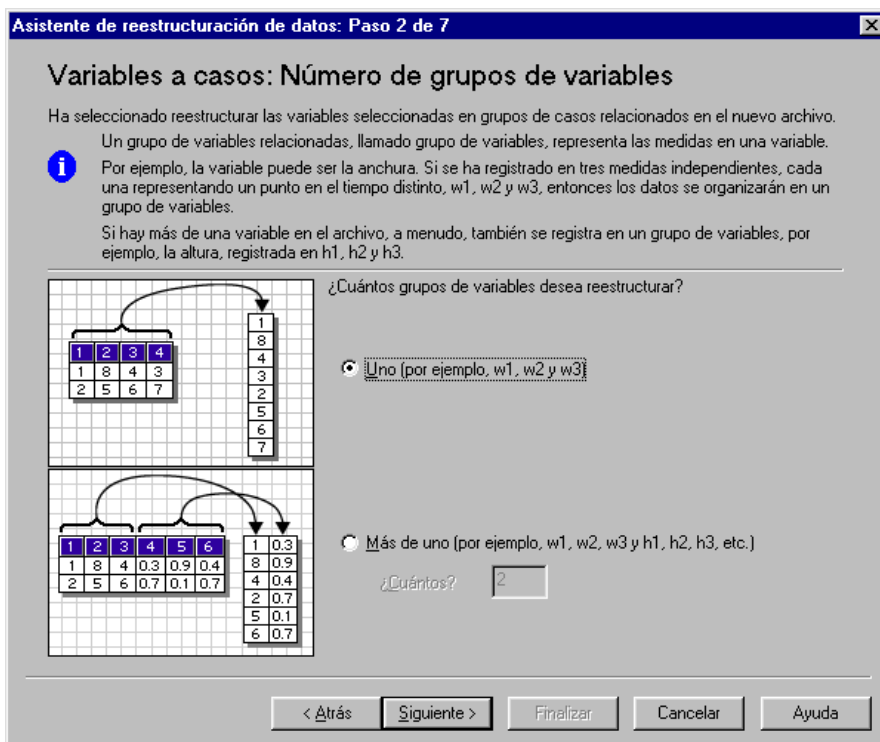 Asistente de reestructuración de datos: Paso 2 de 7
Variables a casos: Número de grupos de variables
Ha seleccionado reestructurar las variables seleccionadas en grupos de casos relacionados en el nuevo archivo.
Un grupo de variables relacionadas, llamado grupo de variables, representa las medidas en una variable.
Por ejemplo, la variable puede ser la anchura. Si se ha registrado en tres medidas independientes, cada
una representando un punto en el tiempo distinto, w1, w2 y w3, entonces los datos se organizarán en un
grupo de variables.
Si hay más de una variable en el archivo, a menudo, también se registra en un grupo de variables, por
ejemplo, la altura, registrada en h1, h2 y h3.
¿Cuántos grupos de variables desea reestructurar?
1 2 3 4
1 8 4 3
2 5 6 7
1
8
4
3
2
5
6
7
Uno (por ejemplo, w1, w2 y w3)
1 2 3 4 5 6
1 8 4 0.3 0.9 0.4
2 5 6 0.7 0.1 0.7
1 0.3
8 0.9
4 0.4
2 0.7
5 0.1
6 0.7
Más de uno (por ejemplo, w1, w2, w3 y h1, h2, h3, etc.)
¿Cuántos? 2
< Atrás Siguiente > Finalizar Cancelar Ayuda